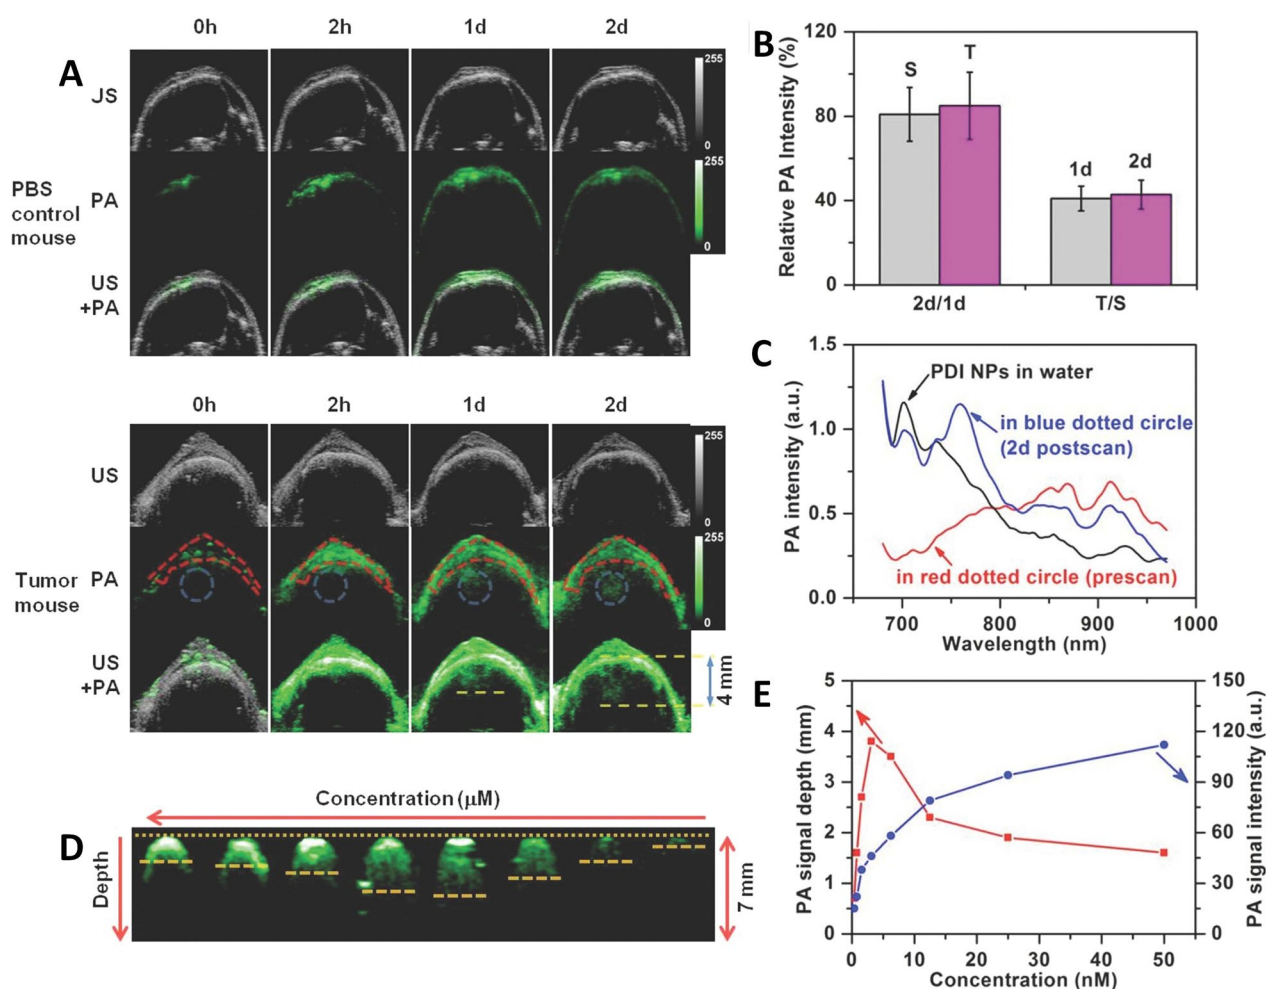 A
0h 2h 1d 2d
JS
255
0
PBS
control
mouse
PA
255
0
US
+PA
0h 2h 1d 2d
US
255
0
Tumor
mouse
PA
255
0
US
+PA
4 mm
D
Concentration (μM)
Depth
7 mm
B
Relative PA Intensity (%)
120
80
40
0
S T
1d 2d
2d/1d T/S
C
PA intensity (a.u.)
1.5
1.0
0.5
0.0
PDI NPs in water
in blue dotted circle
(2d postscan)
in red dotted circle (prescan)
700 800 900 1000
Wavelength (nm)
E
PA signal depth (mm)
5
4
3
2
1
0
150
120
90
60
30
0
PA signal intensity (a.u.)
0 10 20 30 40 50
Concentration (nM)